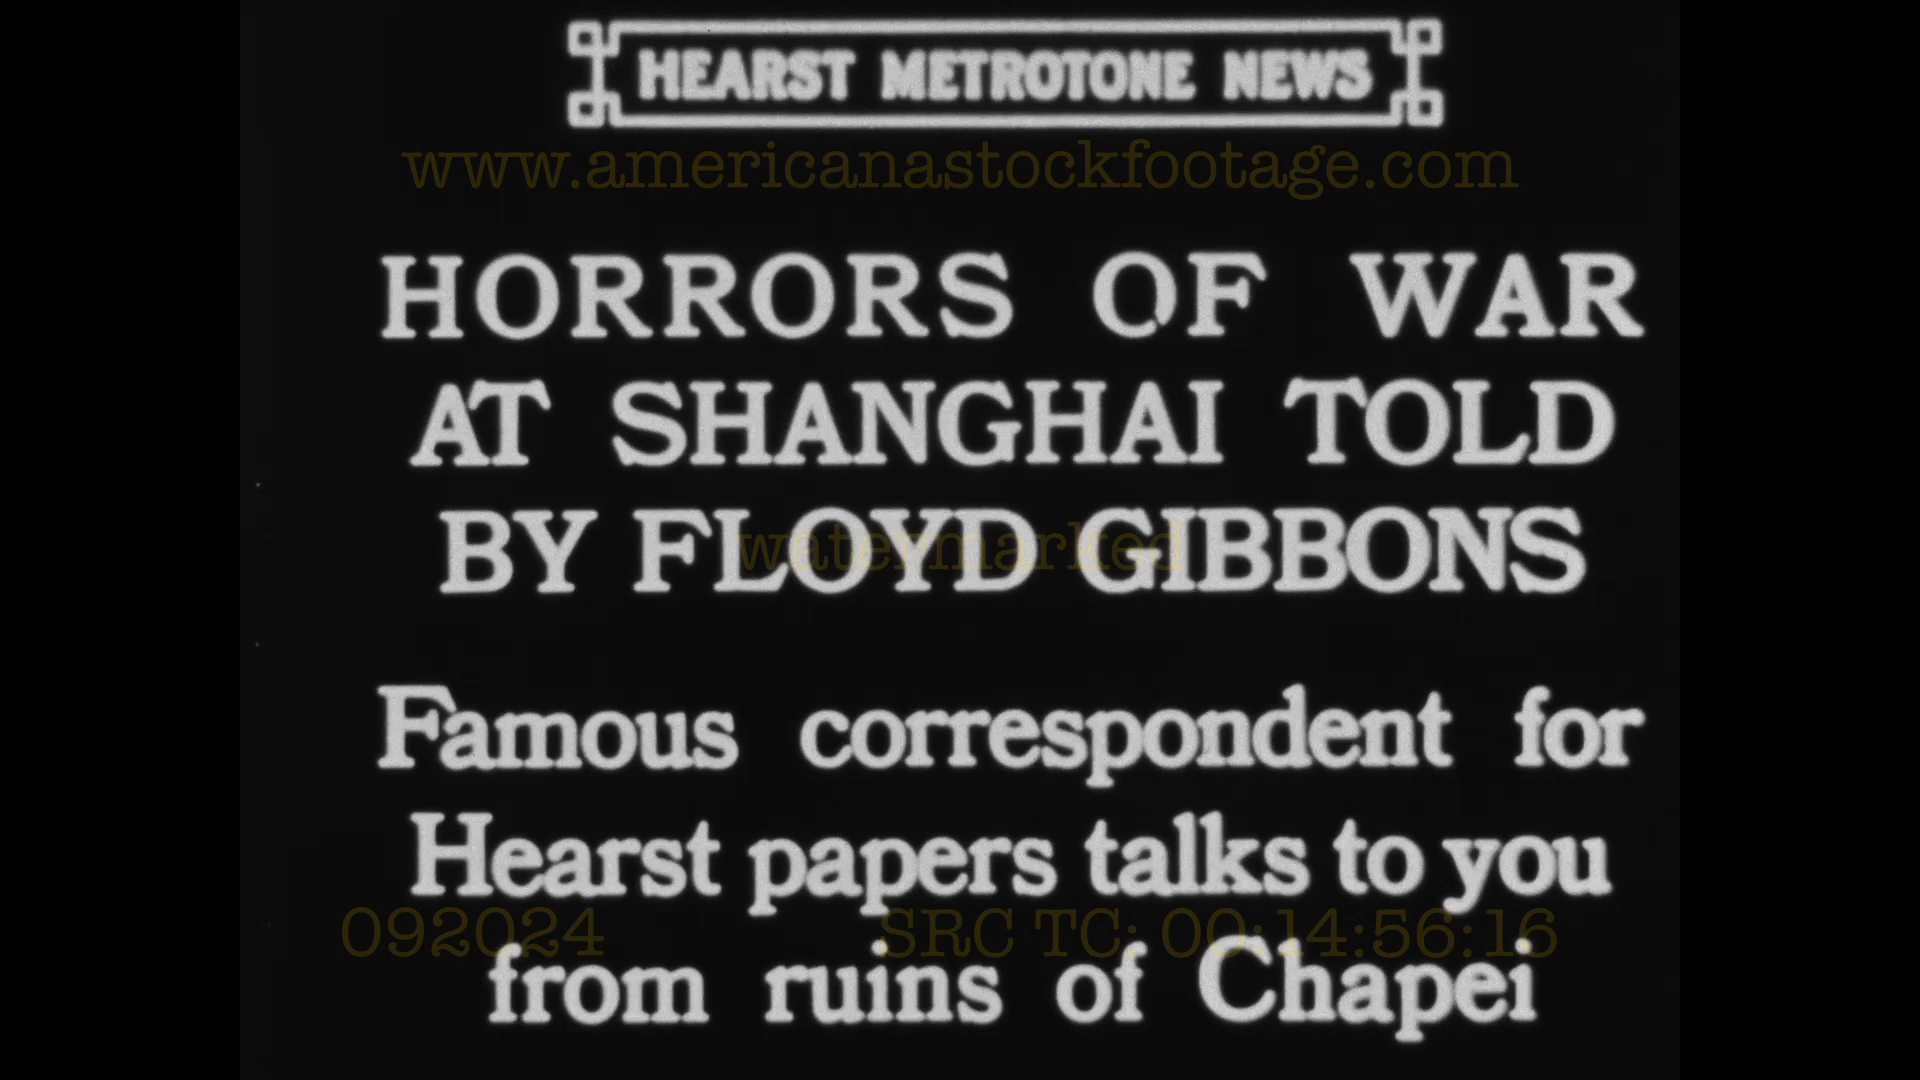 HEARST METROTONE NEWS
www.americanastockfootage.com
HORRORS OF WAR
AT SHANGHAI TOLD
BY FLOYD GIBBONS
watermarked
Famous correspondent for
Hearst papers talks to you
092024 SRC TC: 00:14:56:16
from ruins of Chapei